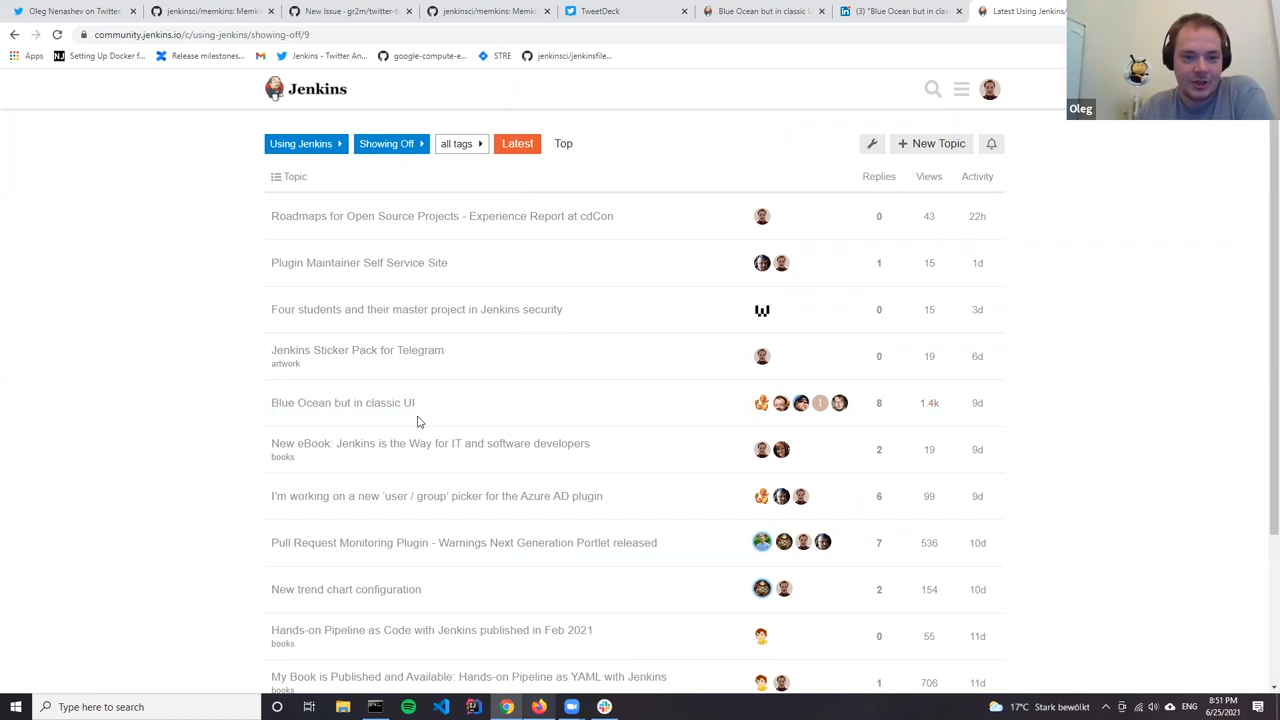 Oleg Nenashev on Twitter:
jenkinsci/memkins: Memk
New Issue · gr2m/twitter-to
jenkinsci/memkins: Memk
TweetDeck
Blue Ocean but in classic U
(3) "Blue Ocean but in clas
Latest Using Jenkins/
community.jenkins.io/c/using-jenkins/showing-off/9
Apps
Setting Up Docker f...
Release milestones...
Jenkins - Twitter An...
google-compute-e...
STRE
jenkinsci/jenkinsfile...
Oleg
Jenkins
Using Jenkins
Showing Off
all tags
Latest
Top
New Topic
Topic
Replies
Views
Activity
Roadmaps for Open Source Projects - Experience Report at cdCon
0
43
22h
Plugin Maintainer Self Service Site
1
15
1d
Four students and their master project in Jenkins security
0
15
3d
Jenkins Sticker Pack for Telegram
artwork
0
19
6d
Blue Ocean but in classic UI
8
1.4k
9d
New eBook: Jenkins is the Way for IT and software developers
books
2
19
9d
I'm working on a new 'user / group' picker for the Azure AD plugin
6
99
9d
Pull Request Monitoring Plugin - Warnings Next Generation Portlet released
7
536
10d
New trend chart configuration
2
154
10d
Hands-on Pipeline as Code with Jenkins published in Feb 2021
books
0
55
11d
My Book is Published and Available: Hands-on Pipeline as YAML with Jenkins
books
1
706
11d
Type here to search
17°C Stark bewölkt
ENG
8:51 PM
6/25/2021